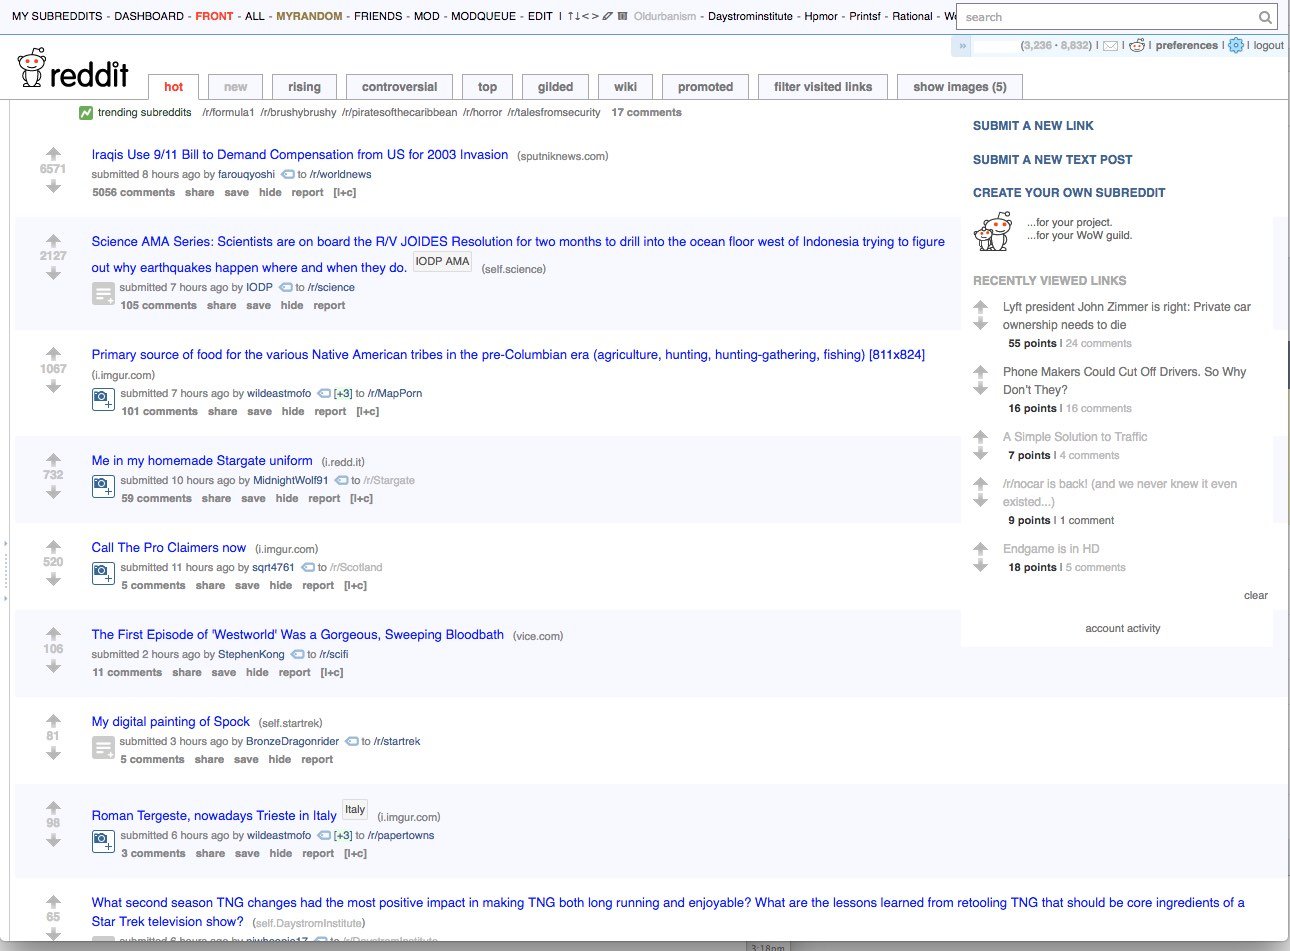 MY SUBREDDITS - DASHBOARD - FRONT - ALL - MYRANDOM - FRIENDS - MOD - MODQUEUE - EDIT | ↑↓<> Oldurbanism - Daystrominstitute - Hpmor - Printsf - Rational -
search
» (3,236 · 8,832) | | | preferences | | logout
reddit
hot new rising controversial top gilded wiki promoted filter visited links show images (5)
trending subreddits /r/formula1 /r/brushybrushy /r/piratesofthecaribbean /r/horror /r/talesfromsecurity 17 comments
6571
Iraqis Use 9/11 Bill to Demand Compensation from US for 2003 Invasion (sputniknews.com)
submitted 8 hours ago by farouqyoshi to /r/worldnews
5056 comments share save hide report [l+c]
2127
Science AMA Series: Scientists are on board the R/V JOIDES Resolution for two months to drill into the ocean floor west of Indonesia trying to figure
out why earthquakes happen where and when they do. IODP AMA (self.science)
submitted 7 hours ago by IODP to /r/science
105 comments share save hide report
1067
Primary source of food for the various Native American tribes in the pre-Columbian era (agriculture, hunting, hunting-gathering, fishing) [811x824]
(i.imgur.com)
submitted 7 hours ago by wildeastmofo [+3] to /r/MapPorn
101 comments share save hide report [l+c]
732
Me in my homemade Stargate uniform (i.redd.it)
submitted 10 hours ago by MidnightWolf91 to /r/Stargate
59 comments share save hide report [l+c]
520
Call The Pro Claimers now (i.imgur.com)
submitted 11 hours ago by sqrt4761 to /r/Scotland
5 comments share save hide report [l+c]
106
The First Episode of 'Westworld' Was a Gorgeous, Sweeping Bloodbath (vice.com)
submitted 2 hours ago by StephenKong to /r/scifi
11 comments share save hide report [l+c]
81
My digital painting of Spock (self.startrek)
submitted 3 hours ago by BronzeDragonrider to /r/startrek
5 comments share save hide report
98
Roman Tergeste, nowadays Trieste in Italy Italy (i.imgur.com)
submitted 6 hours ago by wildeastmofo [+3] to /r/papertowns
3 comments share save hide report [l+c]
65
What second season TNG changes had the most positive impact in making TNG both long running and enjoyable? What are the lessons learned from retooling TNG that should be core ingredients of a
Star Trek television show? (self.DaystromInstitute)
submitted 6 hours ago by to /r/DaystromInstitute
SUBMIT A NEW LINK
SUBMIT A NEW TEXT POST
CREATE YOUR OWN SUBREDDIT
...for your project.
...for your WoW guild.
RECENTLY VIEWED LINKS
Lyft president John Zimmer is right: Private car
ownership needs to die
55 points | 24 comments
Phone Makers Could Cut Off Drivers. So Why
Don't They?
16 points | 16 comments
A Simple Solution to Traffic
7 points | 4 comments
/r/nocar is back! (and we never knew it even
existed...)
9 points | 1 comment
Endgame is in HD
18 points | 5 comments
clear
account activity
3:18pm